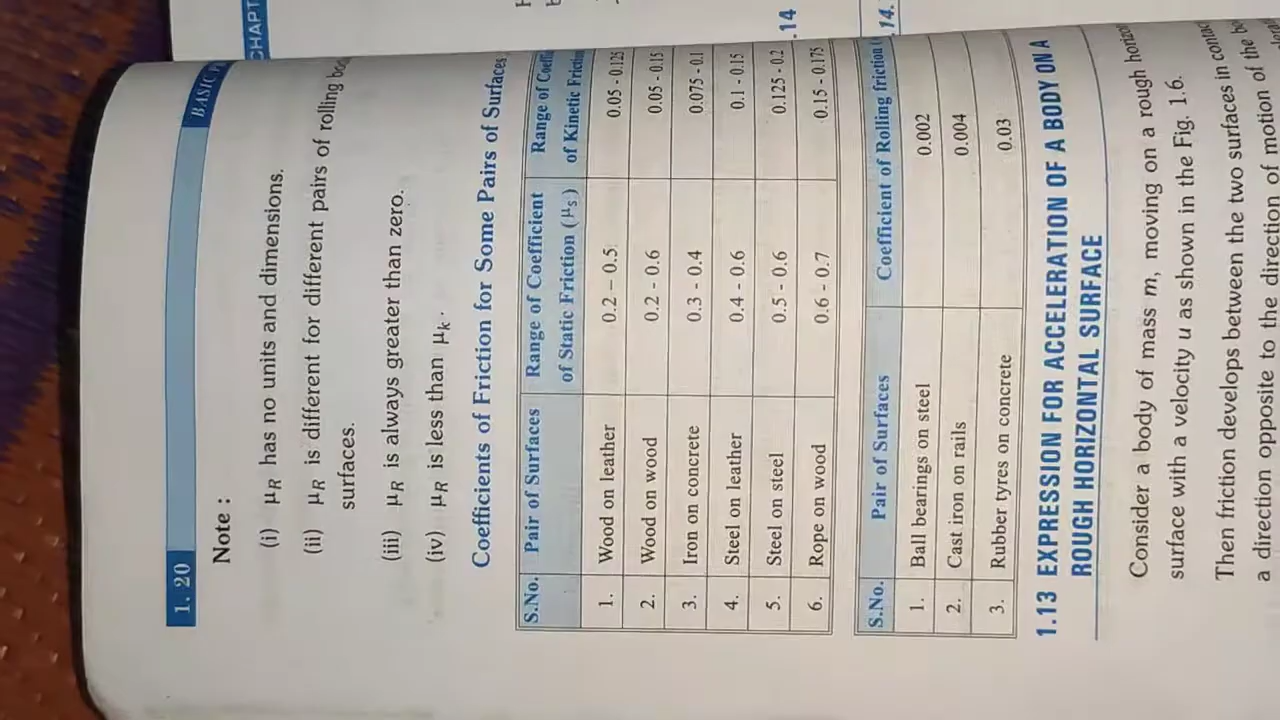 1. 20
BASIC
Note :
(i) μR has no units and dimensions.
(ii) μR is different for different pairs of rolling
surfaces.
(iii) μR is always greater than zero.
(iv) μR is less than μk.
Coefficients of Friction for Some Pairs of Surfaces
S.No. Pair of Surfaces Range of Coefficient of Static Friction (μs) Range of of Kinetic
1. Wood on leather 0.2 – 0.5 0.05 - 0.125
2. Wood on wood 0.2 - 0.6 0.05 - 0.15
3. Iron on concrete 0.3 - 0.4 0.075 - 0.1
4. Steel on leather 0.4 - 0.6 0.1 - 0.15
5. Steel on steel 0.5 - 0.6 0.125 - 0.2
6. Rope on wood 0.6 - 0.7 0.15 - 0.175
S.No. Pair of Surfaces Coefficient of Rolling friction
1. Ball bearings on steel 0.002
2. Cast iron on rails 0.004
3. Rubber tyres on concrete 0.03
1.13 EXPRESSION FOR ACCELERATION OF A BODY ON A
ROUGH HORIZONTAL SURFACE
Consider a body of mass m, moving on a rough
surface with a velocity u as shown in the Fig. 1.6.
Then friction develops between the two surfaces in
a direction opposite to the direction of motion of the
CHAPT
.14
14.